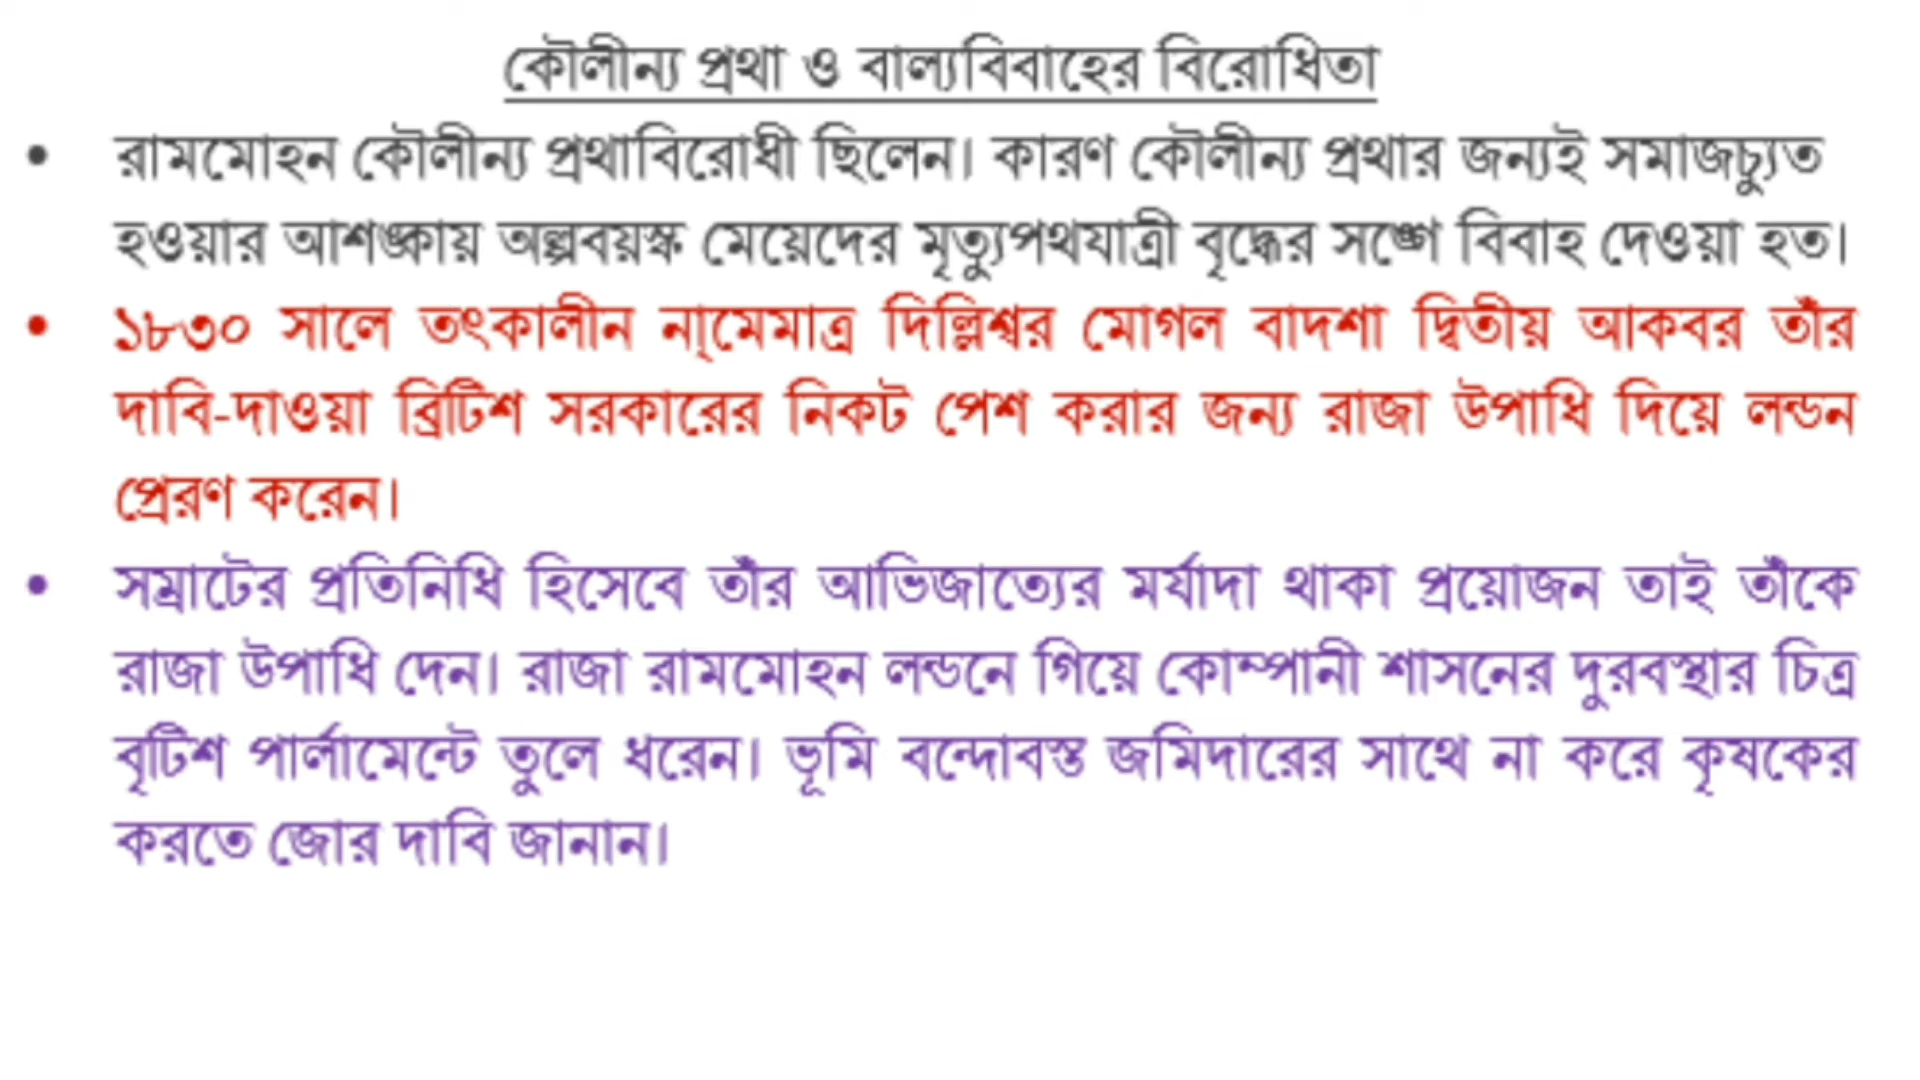 কৌলীন্য প্রথা ও বাল্যবিবাহের বিরোধিতা
• রামমোহন কৌলীন্য প্রথাবিরোধী ছিলেন। কারণ কৌলীন্য প্রথার জন্যই সমাজচ্যুত
হওয়ার আশঙ্কায় অল্পবয়স্ক মেয়েদের মৃত্যুপথযাত্রী বৃদ্ধের সঙ্গে বিবাহ দেওয়া হত।
• ১৮৩০ সালে তৎকালীন না্মেমাত্র দিল্লিশ্বর মোগল বাদশা দ্বিতীয় আকবর তাঁর
দাবি-দাওয়া ব্রিটিশ সরকারের নিকট পেশ করার জন্য রাজা উপাধি দিয়ে লন্ডন
প্রেরণ করেন।
• সম্রাটের প্রতিনিধি হিসেবে তাঁর আভিজাত্যের মর্যাদা থাকা প্রয়োজন তাই তাঁকে
রাজা উপাধি দেন। রাজা রামমোহন লন্ডনে গিয়ে কোম্পানী শাসনের দুরবস্থার চিত্র
বৃটিশ পার্লামেন্টে তুলে ধরেন। ভূমি বন্দোবস্ত জমিদারের সাথে না করে কৃষকের
করতে জোর দাবি জানান।